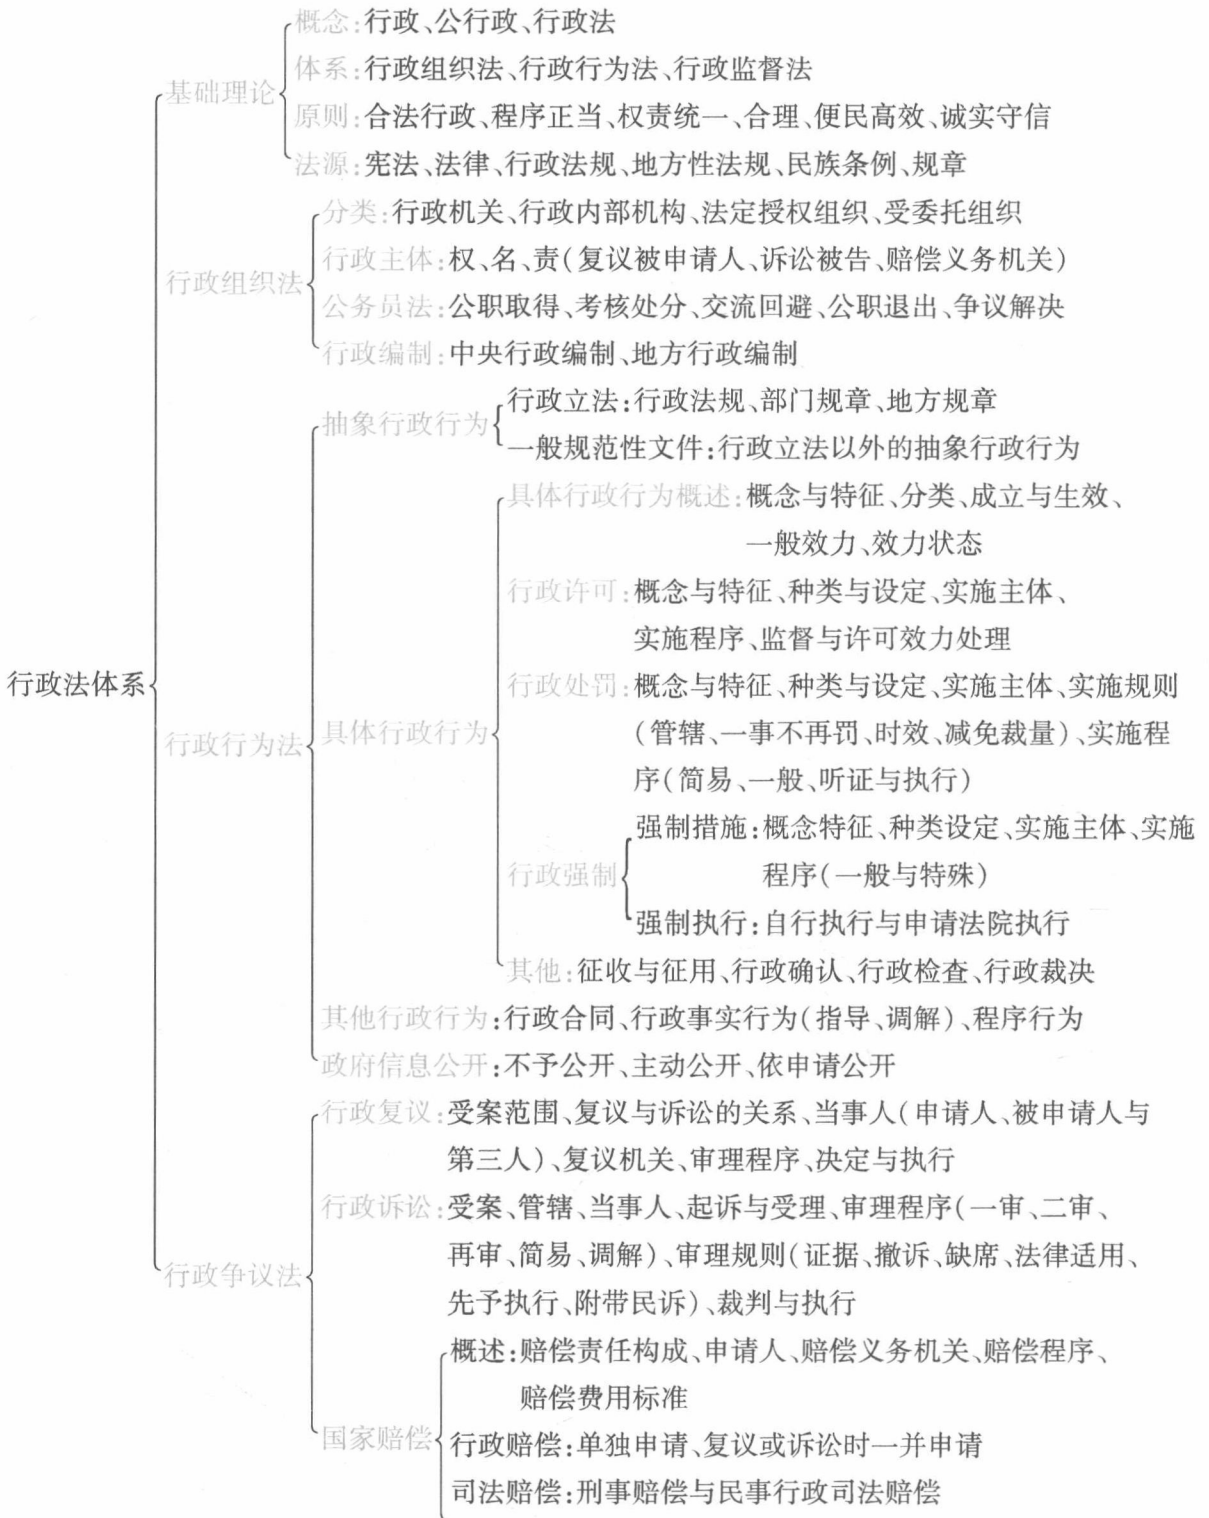 概念:行政、公行政、行政法
体系:行政组织法、行政行为法、行政监督法
基础理论
原则:合法行政、程序正当、权责统一、合理、便民高效、诚实守信
法源:宪法、法律、行政法规、地方性法规、民族条例、规章
分类:行政机关、行政内部机构、法定授权组织、受委托组织
行政主体:权、名、责(复议被申请人、诉讼被告、赔偿义务机关)
行政组织法
公务员法:公职取得、考核处分、交流回避、公职退出、争议解决
行政编制:中央行政编制、地方行政编制
行政立法:行政法规、部门规章、地方规章
抽象行政行为
一般规范性文件:行政立法以外的抽象行政行为
具体行政行为概述:概念与特征、分类、成立与生效、
一般效力、效力状态
行政许可:概念与特征、种类与设定、实施主体、
实施程序、监督与许可效力处理
行政法体系
行政处罚:概念与特征、种类与设定、实施主体、实施规则
行政行为法
具体行政行为
(管辖、一事不再罚、时效、减免裁量)、实施程
序(简易、一般、听证与执行)
强制措施:概念特征、种类设定、实施主体、实施
行政强制
程序(一般与特殊)
强制执行:自行执行与申请法院执行
其他:征收与征用、行政确认、行政检查、行政裁决
其他行政行为:行政合同、行政事实行为(指导、调解)、程序行为
政府信息公开:不予公开、主动公开、依申请公开
行政复议:受案范围、复议与诉讼的关系、当事人(申请人、被申请人与
第三人)、复议机关、审理程序、决定与执行
行政诉讼:受案、管辖、当事人、起诉与受理、审理程序(一审、二审、
再审、简易、调解)、审理规则(证据、撤诉、缺席、法律适用、
行政争议法
先予执行、附带民诉)、裁判与执行
概述:赔偿责任构成、申请人、赔偿义务机关、赔偿程序、
赔偿费用标准
国家赔偿
行政赔偿:单独申请、复议或诉讼时一并申请
司法赔偿:刑事赔偿与民事行政司法赔偿